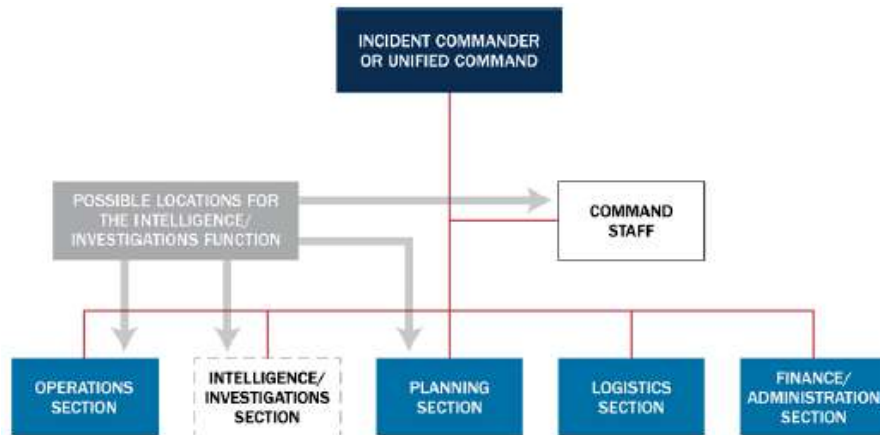 INCIDENT COMMANDER
OR UNIFIED COMMAND
POSSIBLE LOCATIONS FOR
THE INTELLIGENCE/
INVESTIGATIONS FUNCTION
COMMAND
STAFF
OPERATIONS
SECTION
INTELLIGENCE/
INVESTIGATIONS
SECTION
PLANNING
SECTION
LOGISTICS
SECTION
FINANCE/
ADMINISTRATION
SECTION